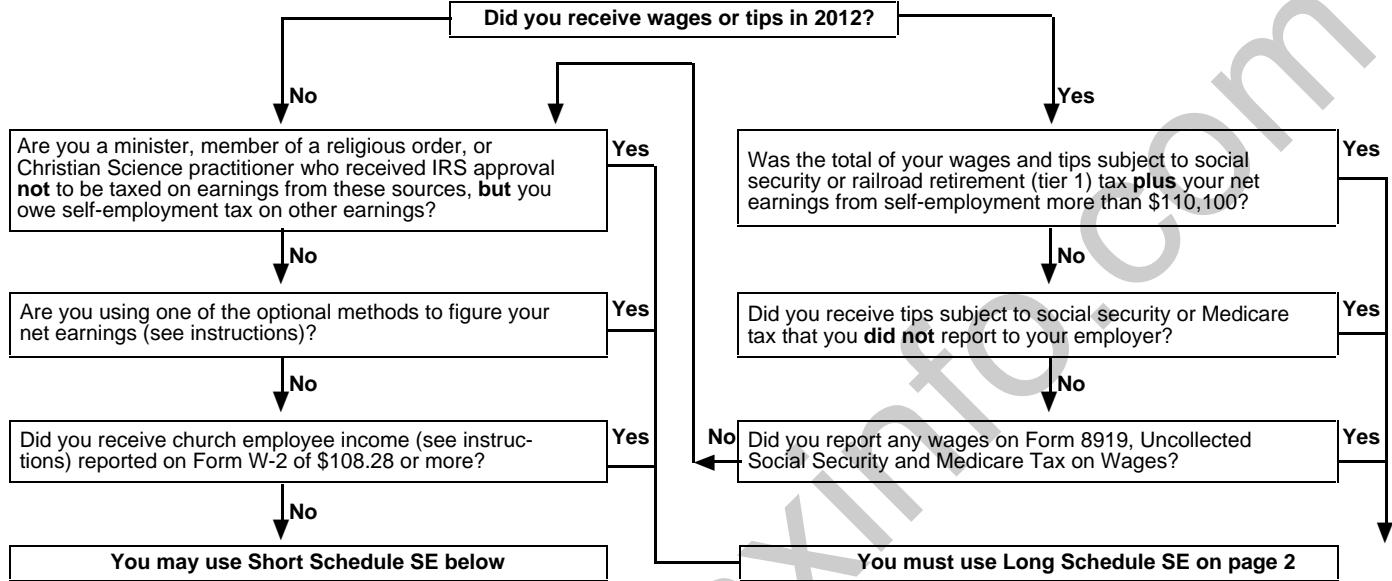 Did you receive wages or tips in 2012?
No
Yes
Are you a minister, member of a religious order, or
Christian Science practitioner who received IRS approval
not to be taxed on earnings from these sources, but you
owe self-employment tax on other earnings?
Yes
Was the total of your wages and tips subject to social
security or railroad retirement (tier 1) tax plus your net
earnings from self-employment more than $110,100?
Yes
No
No
Are you using one of the optional methods to figure your
net earnings (see instructions)?
Yes
Did you receive tips subject to social security or Medicare
tax that you did not report to your employer?
Yes
No
No
Did you receive church employee income (see instruc-
tions) reported on Form W-2 of $108.28 or more?
Yes
No
Did you report any wages on Form 8919, Uncollected
Social Security and Medicare Tax on Wages?
Yes
No
You may use Short Schedule SE below
You must use Long Schedule SE on page 2
xinfo.com